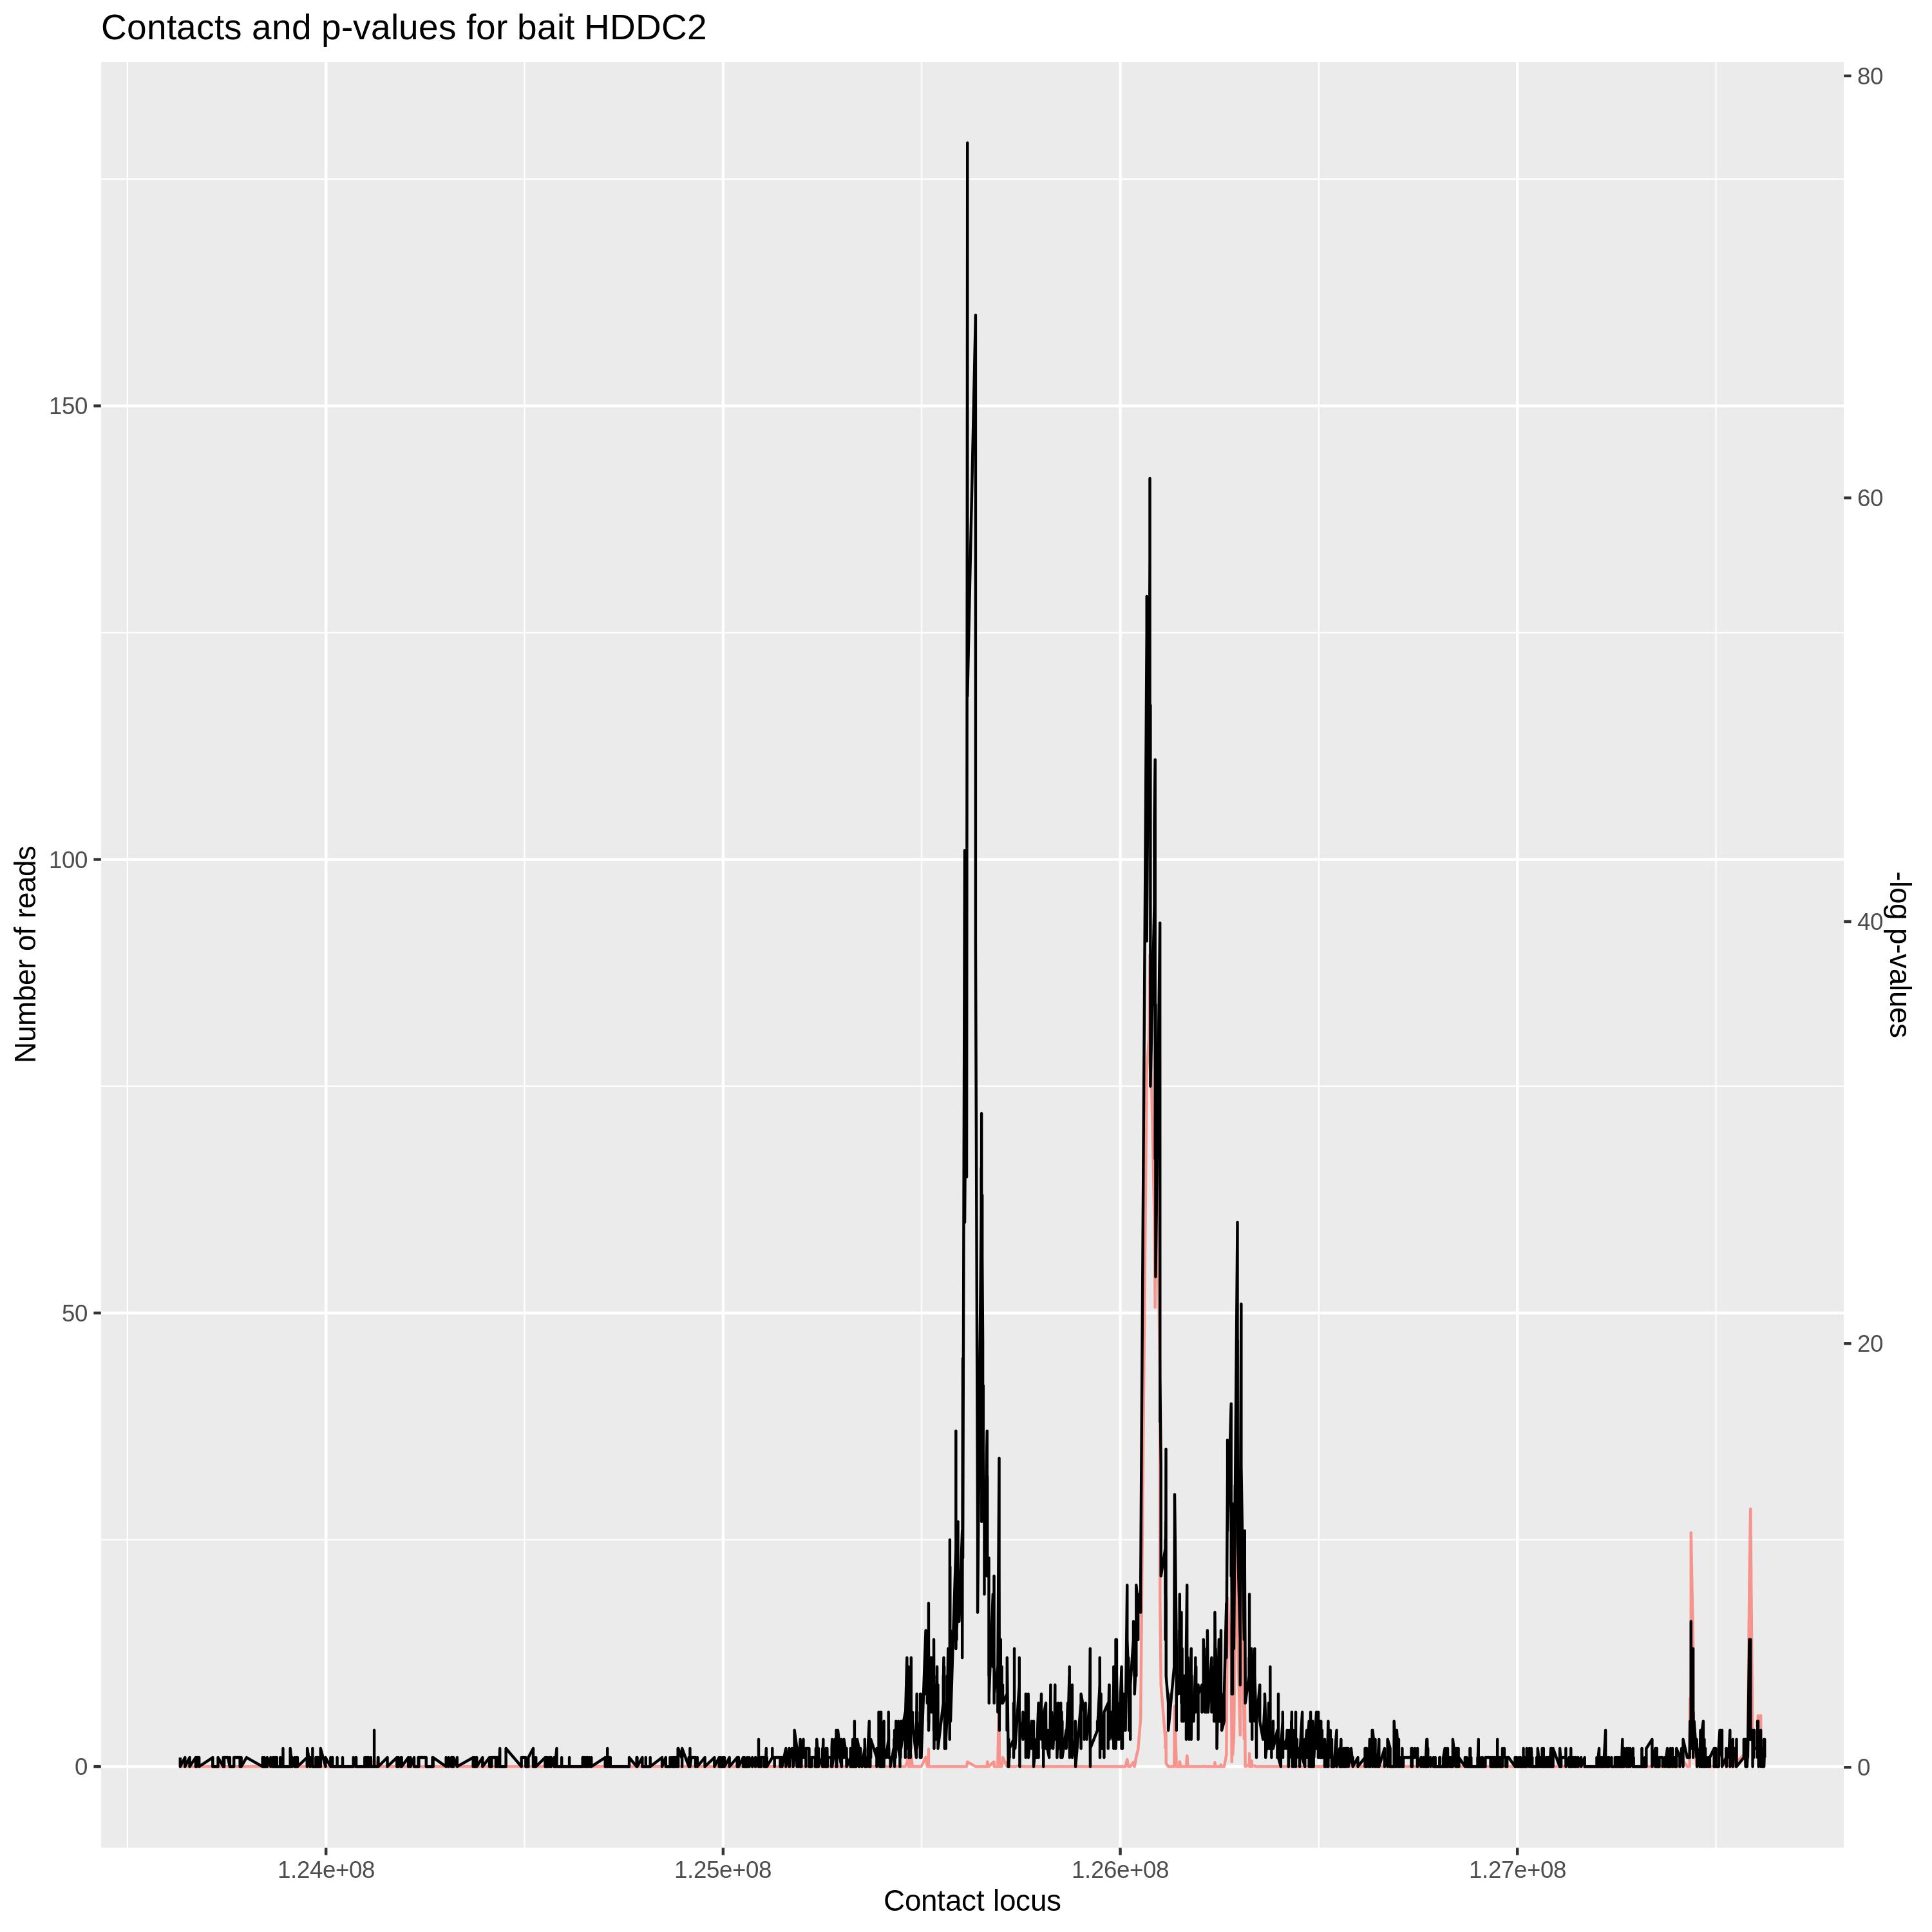 Contacts and p-values for bait HDDC2
80
150
60
Number of reads
100
40
-log p-values
50
20
0
0
1.24e+08
1.25e+08
1.26e+08
1.27e+08
Contact locus